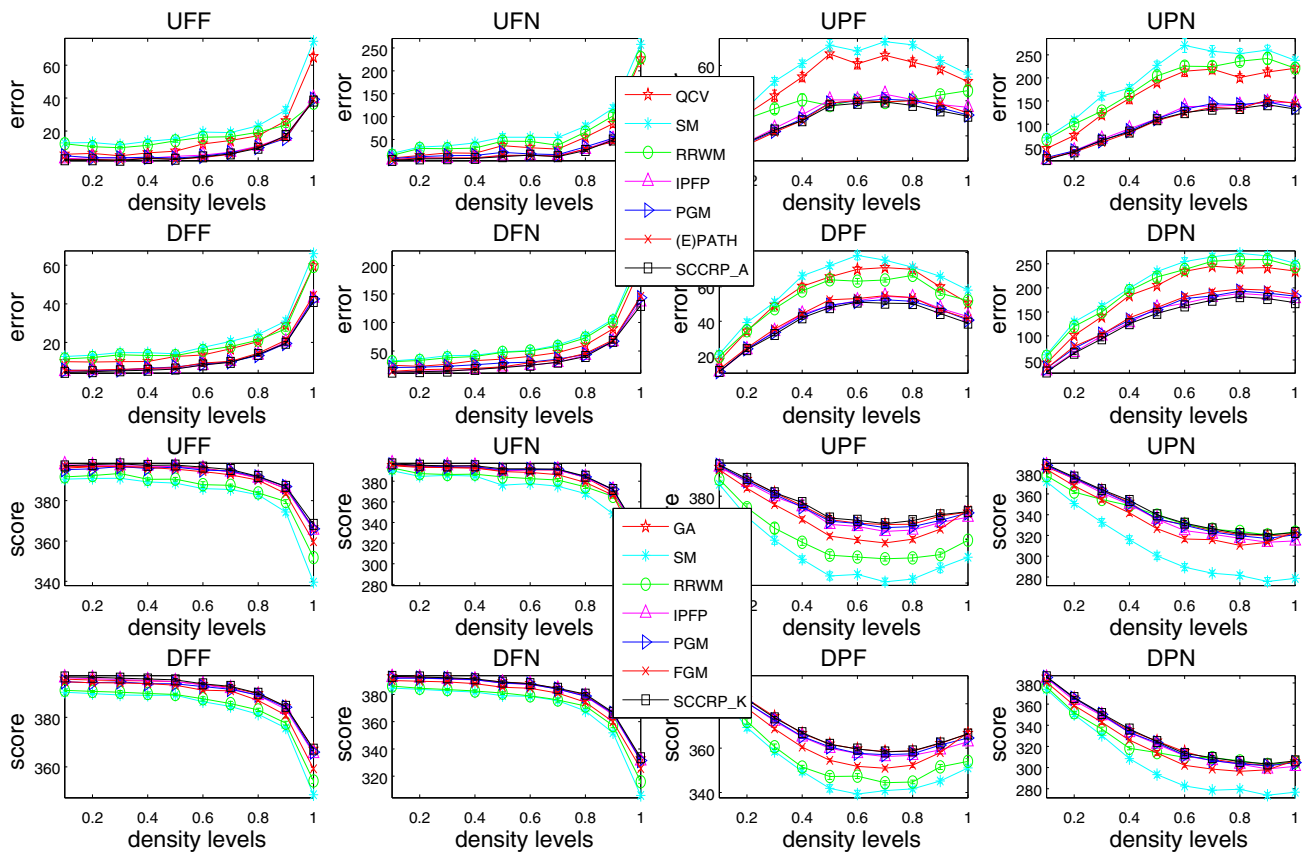 UFF UFN UPF UPN
error
60
40
20
0.2 0.4 0.6 0.8 1
density levels
error
250
200
150
100
50
0.2 0.4 0.6 0.8 1
density levels
60
0.4 0.6 0.8 1
density levels
error
250
200
150
100
50
0.2 0.4 0.6 0.8 1
density levels
QCV
SM
RRWM
IPFP
PGM
(E)PATH
SCCRP_A
DFF DFN DPF DPN
error
60
40
20
0.2 0.4 0.6 0.8 1
density levels
error
200
150
100
50
0.2 0.4 0.6 0.8 1
density levels
error
60
40
20
0.2 0.4 0.6 0.8 1
density levels
error
250
200
150
100
50
0.2 0.4 0.6 0.8 1
density levels
UFF UFN UPF UPN
score
380
360
340
0.2 0.4 0.6 0.8 1
density levels
score
380
360
340
320
300
280
0.2 0.4 0.6 0.8 1
density levels
score
380
0.4 0.6 0.8 1
density levels
score
380
360
340
320
300
280
0.2 0.4 0.6 0.8 1
density levels
GA
SM
RRWM
IPFP
PGM
FGM
SCCRP_K
DFF DFN DPF DPN
score
380
360
0.2 0.4 0.6 0.8 1
density levels
score
380
360
340
320
0.2 0.4 0.6 0.8 1
density levels
score
360
340
0.2 0.4 0.6 0.8 1
density levels
score
380
360
340
320
300
280
0.2 0.4 0.6 0.8 1
density levels